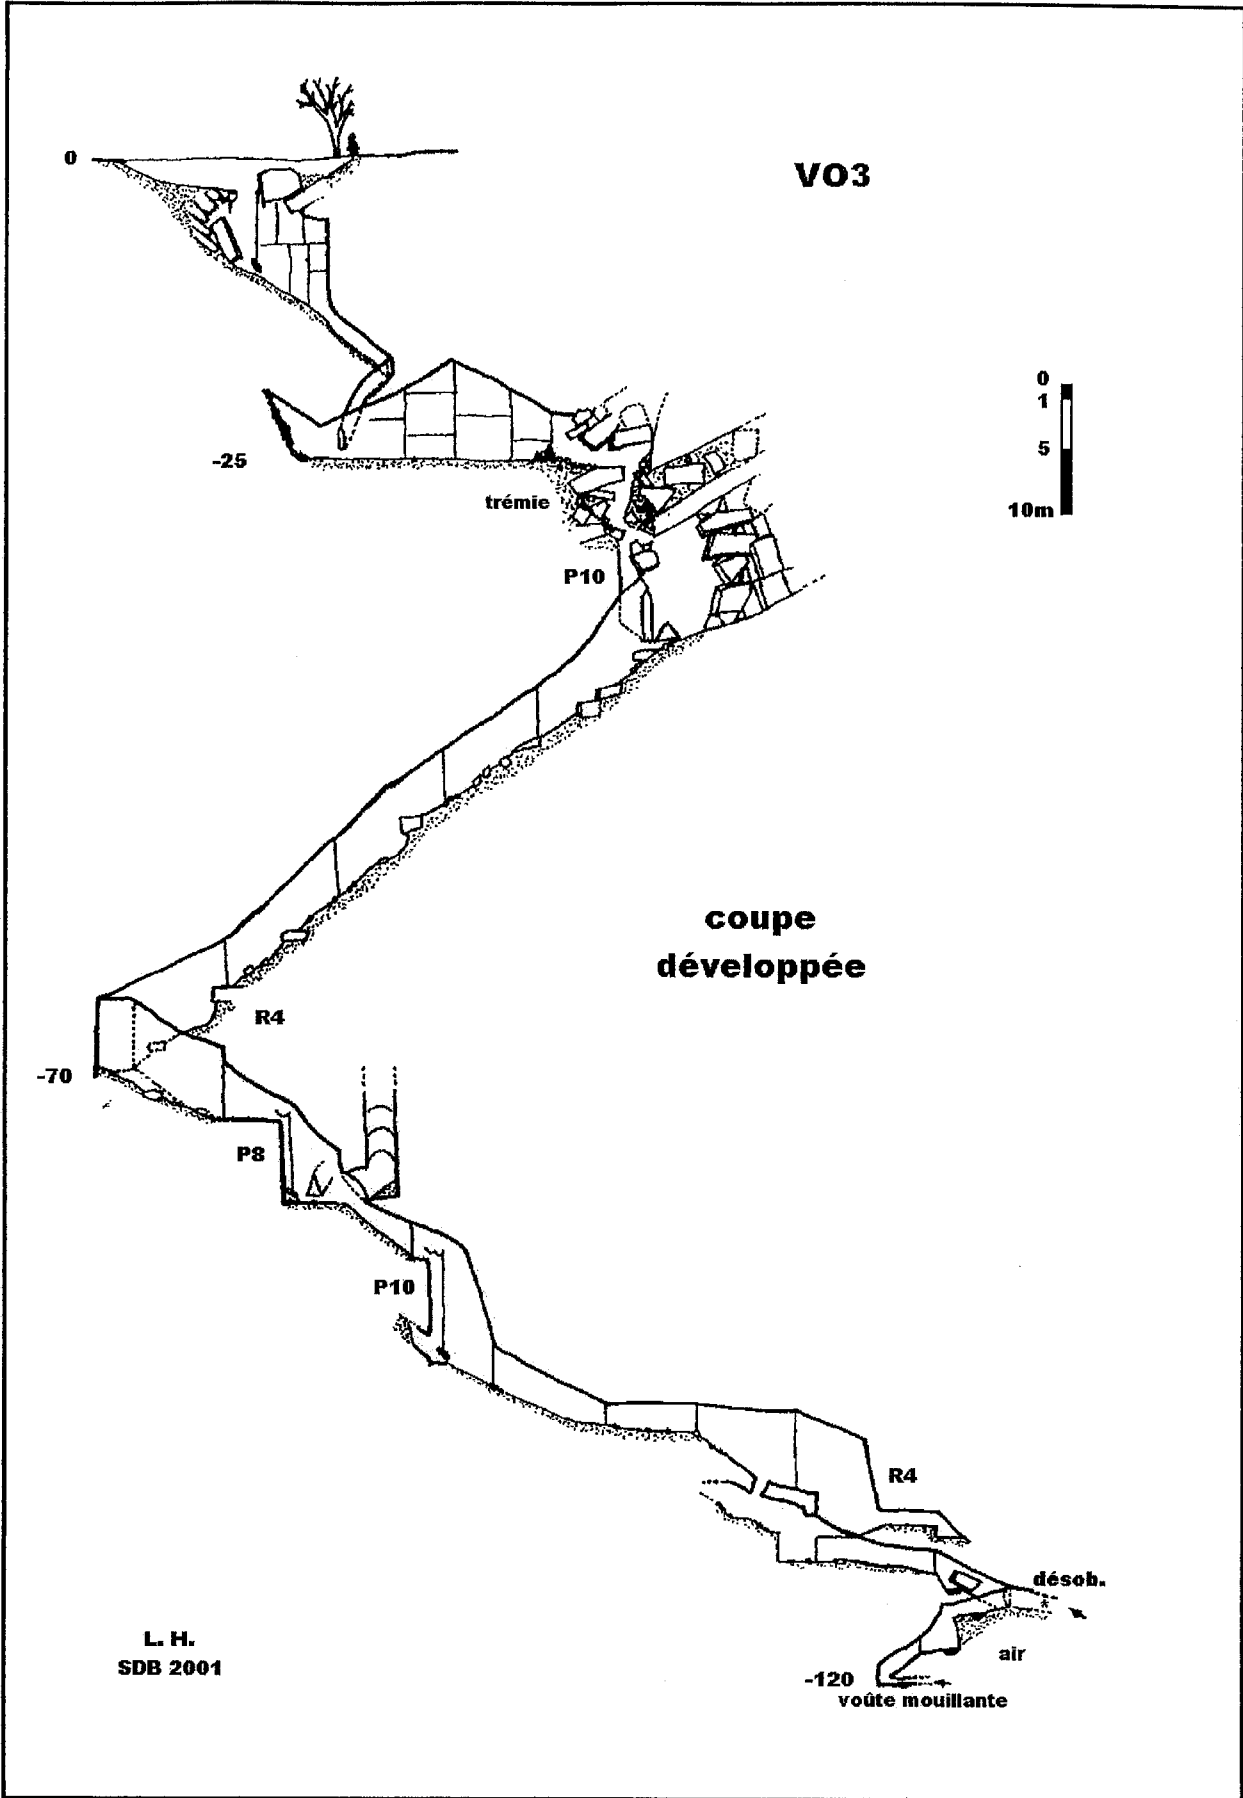 0
VO3
0
1
5
10m
-25
trémie
P10
coupe
développée
R4
-70
P8
P10
R4
désob.
L. H.
SDB 2001
air
-120
voûte mouillante